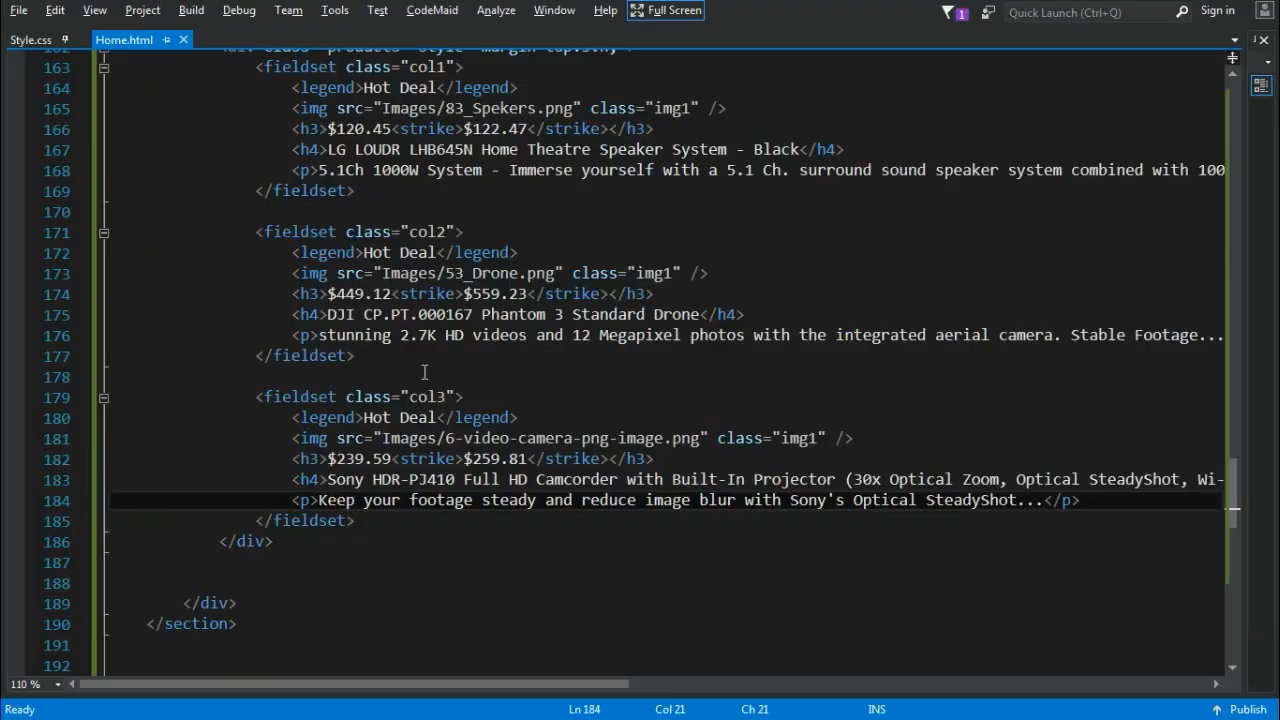 File Edit View Project Build Debug Team Tools Test CodeMaid Analyze Window Help Full Screen 1 Quick Launch (Ctrl+Q) Sign in
Style.css Home.html
163 <fieldset class="col1">
164 <legend>Hot Deal</legend>
165 <img src="Images/83_Spekers.png" class="img1" />
166 <h3>$120.45<strike>$122.47</strike></h3>
167 <h4>LG LOUDR LHB645N Home Theatre Speaker System - Black</h4>
168 <p>5.1Ch 1000W System - Immerse yourself with a 5.1 Ch. surround sound speaker system combined with 100
169 </fieldset>
170
171 <fieldset class="col2">
172 <legend>Hot Deal</legend>
173 <img src="Images/53_Drone.png" class="img1" />
174 <h3>$449.12<strike>$559.23</strike></h3>
175 <h4>DJI CP.PT.000167 Phantom 3 Standard Drone</h4>
176 <p>stunning 2.7K HD videos and 12 Megapixel photos with the integrated aerial camera. Stable Footage...
177 </fieldset>
178
179 <fieldset class="col3">
180 <legend>Hot Deal</legend>
181 <img src="Images/6-video-camera-png-image.png" class="img1" />
182 <h3>$239.59<strike>$259.81</strike></h3>
183 <h4>Sony HDR-PJ410 Full HD Camcorder with Built-In Projector (30x Optical Zoom, Optical SteadyShot, Wi-
184 <p>Keep your footage steady and reduce image blur with Sony's Optical SteadyShot...</p>
185 </fieldset>
186 </div>
187
188
189 </div>
190 </section>
191
192
110 %
Ready Ln 184 Col 21 Ch 21 INS Publish